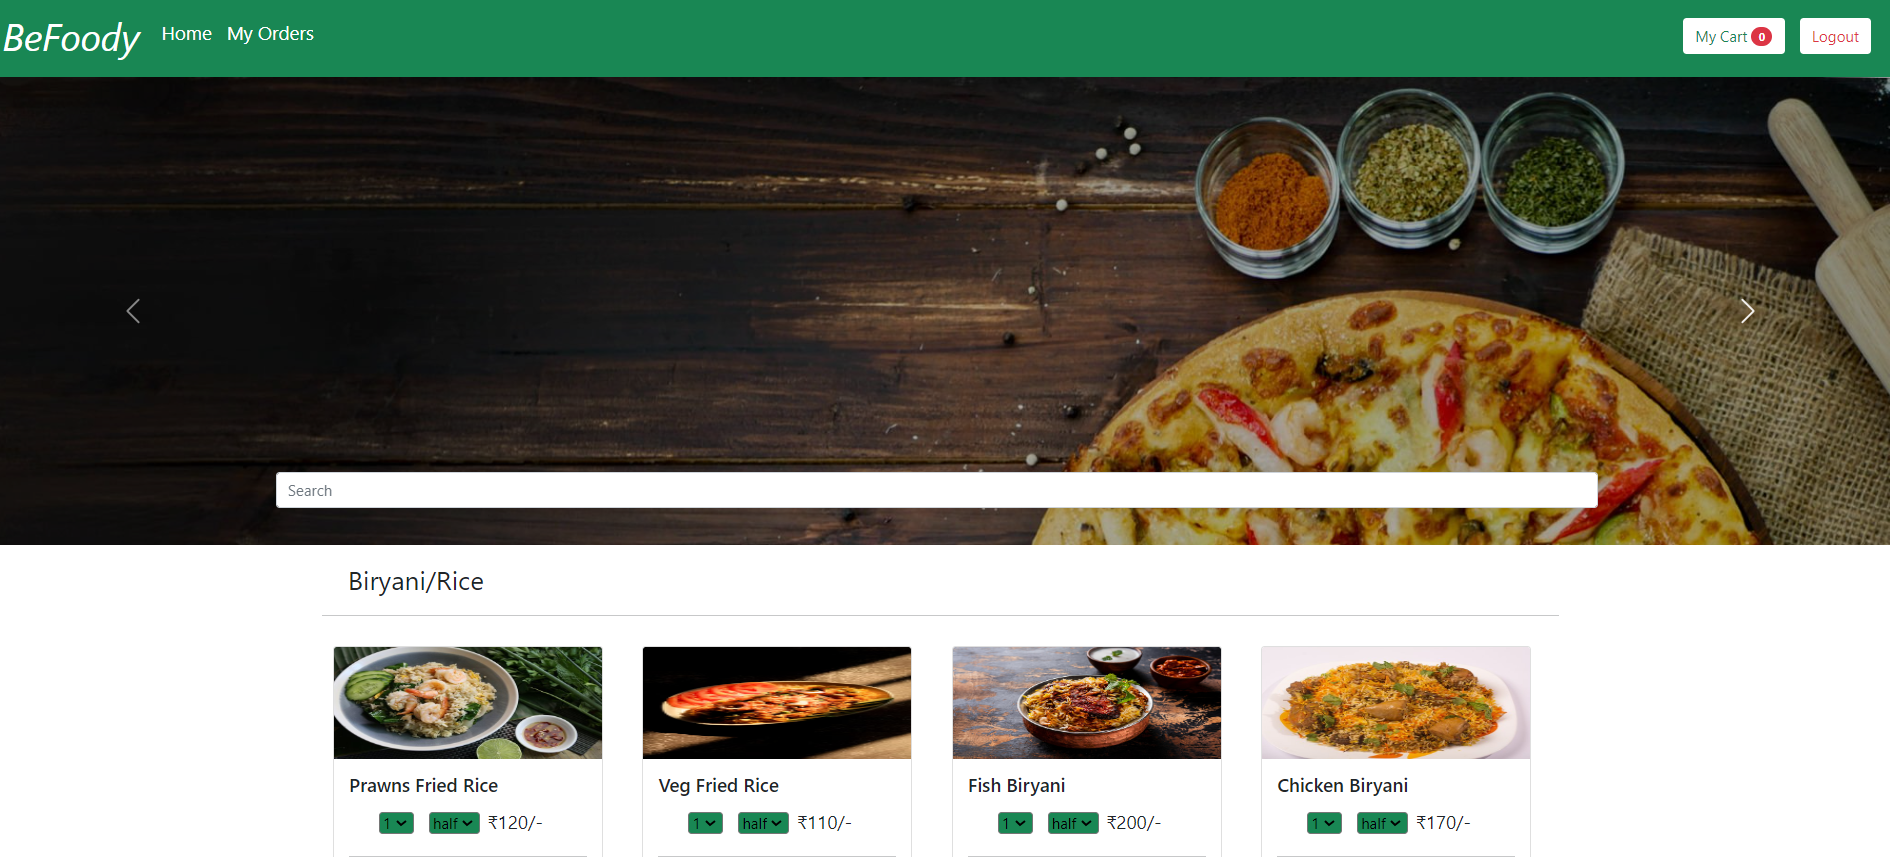 BeFoody Home My Orders My Cart 0 Logout
Search
Biryani/Rice
Prawns Fried Rice
1 half ₹120/-
Veg Fried Rice
1 half ₹110/-
Fish Biryani
1 half ₹200/-
Chicken Biryani
1 half ₹170/-